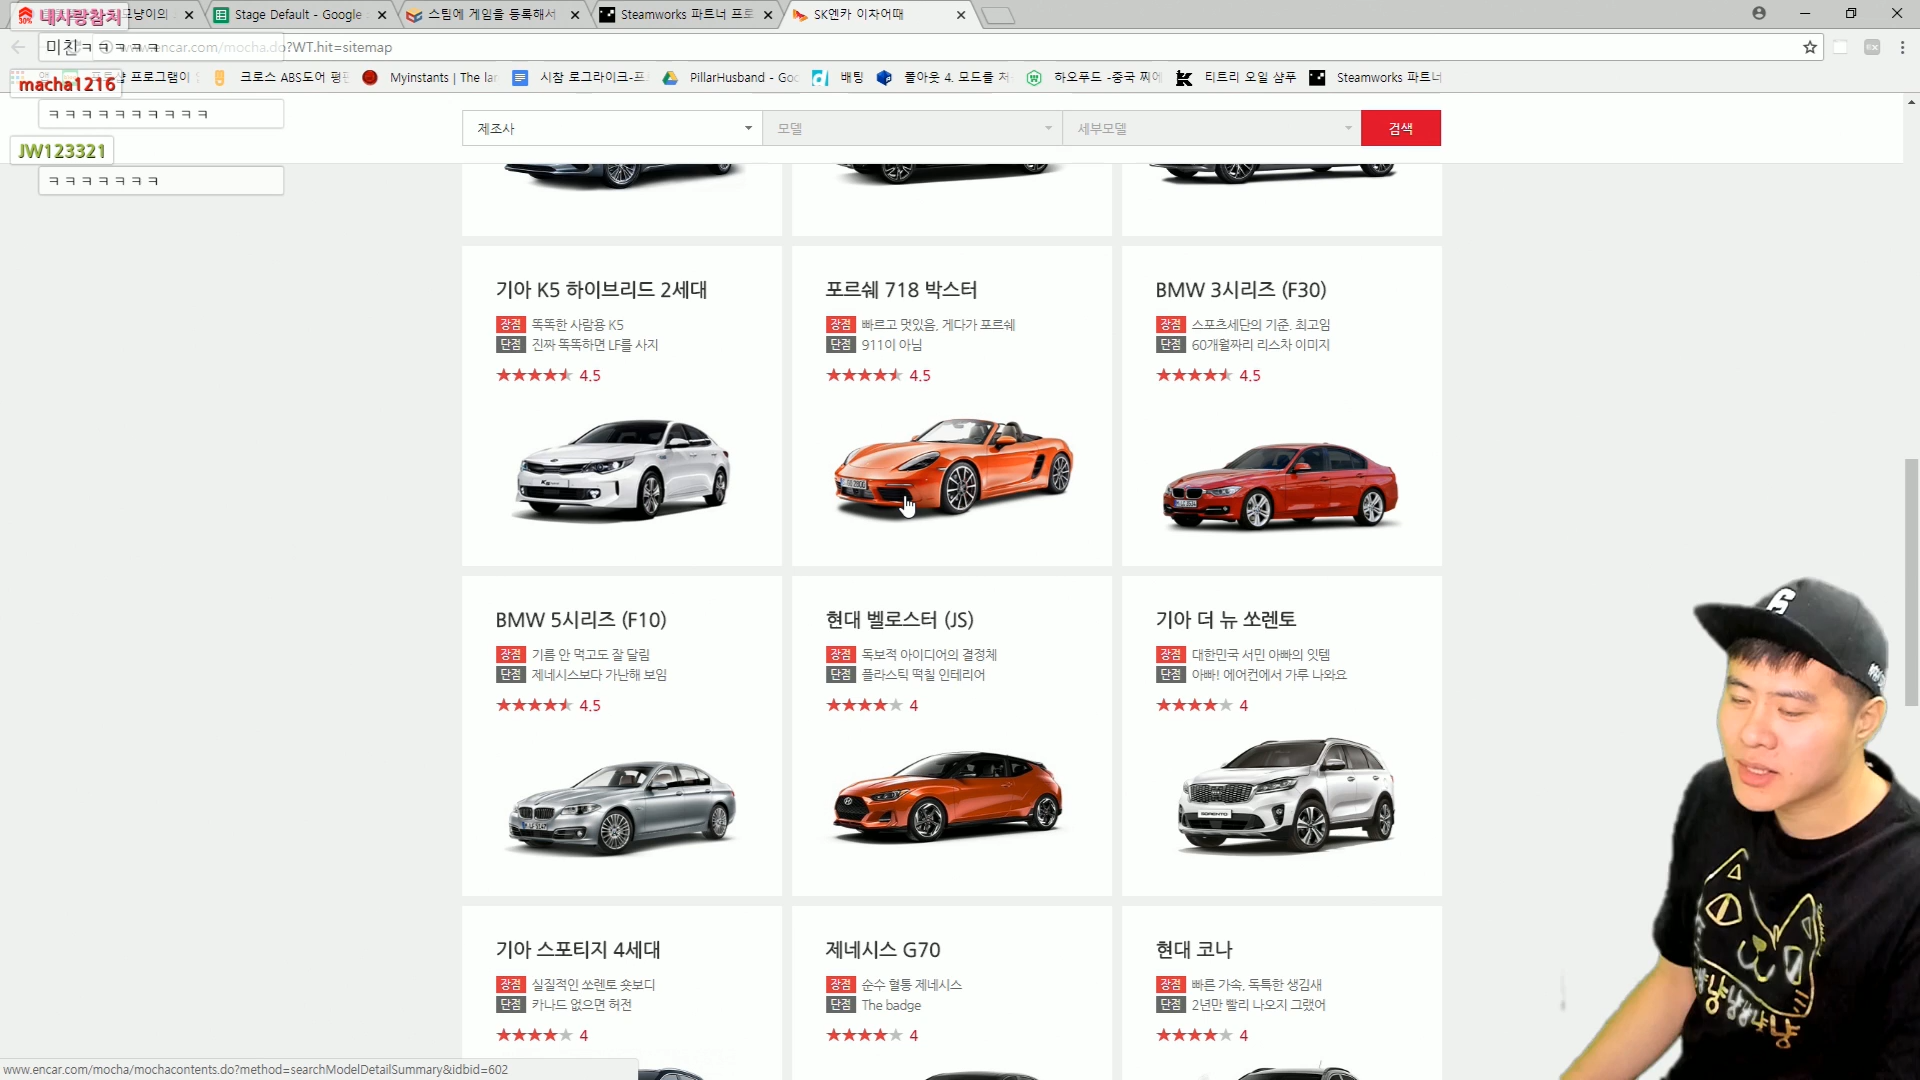 내사랑참치
Stage Default - Google
스팀에 게임을 등록해서
Steamworks 파트너 프로
SK엔카 이차어때
미친ㅋㅋㅋㅋㅋ
encar.com/mocha.do?WT.hit=sitemap
크로스 ABS도어
Myinstants | The la
시참 로그라이크-프
PillarHusband - Goo
배팅
폴아웃 4. 모드를
하오푸드 -중국
티트리 오일 샴푸
Steamworks 파트너
macha1216
ㅋㅋㅋㅋㅋㅋㅋㅋㅋㅋ
JW123321
ㅋㅋㅋㅋㅋㅋㅋ
제조사
모델
세부모델
검색
기아 K5 하이브리드 2세대
장점 똑똑한 사람용 K5
단점 진짜 똑똑하면 LF를 사지
4.5
포르쉐 718 박스터
장점 빠르고 멋있음, 게다가 포르쉐
단점 911이 아님
4.5
BMW 3시리즈 (F30)
장점 스포츠세단의 기준. 최고임
단점 60개월짜리 리스차 이미지
4.5
BMW 5시리즈 (F10)
장점 기름 안 먹고도 잘 달림
단점 제네시스보다 가난해 보임
4.5
현대 벨로스터 (JS)
장점 독보적 아이디어의 결정체
단점 플라스틱 떡칠 인테리어
4
기아 더 뉴 쏘렌토
장점 대한민국 서민 아빠의 잇템
단점 아빠! 에어컨에서 가루 나와요
4
기아 스포티지 4세대
장점 실질적인 쏘렌토 숏보디
단점 카니드 없으면 허전
4
제네시스 G70
장점 순수 혈통 제네시스
단점 The badge
4
현대 코나
장점 빠른 가속, 독특한 생김새
단점 2년만 빨리 나오지 그랬어
4
www.encar.com/mocha/mochacontents.do?method=searchModelDetailSummary&idbid=602